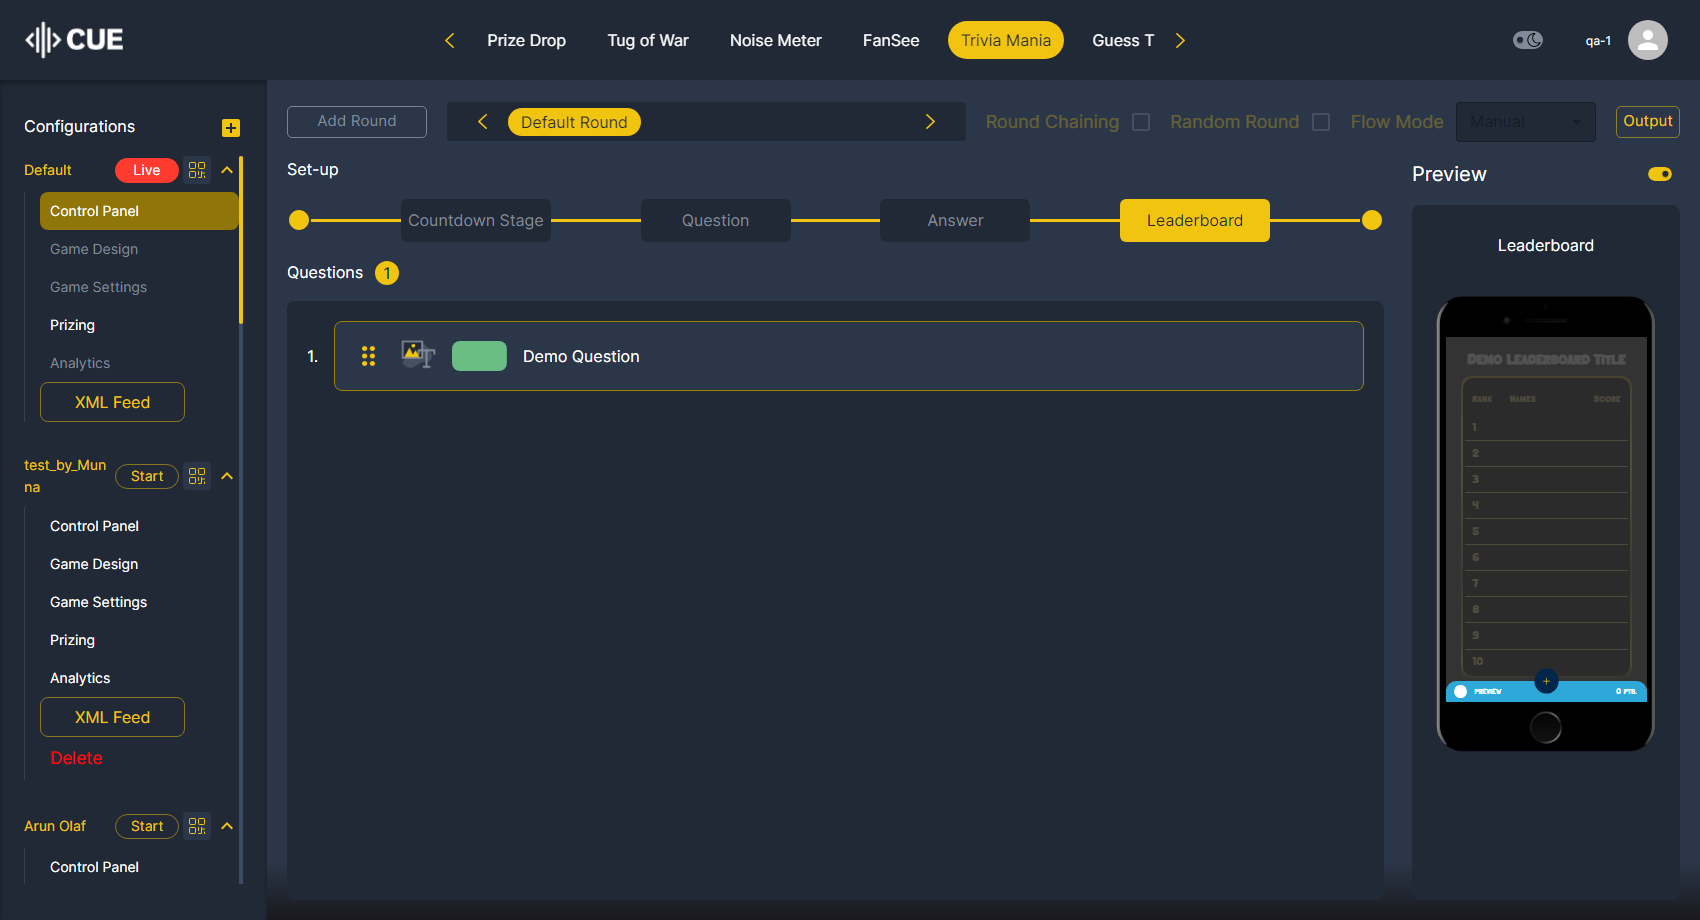 CUE
Prize Drop
Tug of War
Noise Meter
FanSee
Trivia Mania
Guess T
qa-1
Configurations
Default
Live
Control Panel
Game Design
Game Settings
Prizing
Analytics
XML Feed
test_by_Mun
na
Start
Control Panel
Game Design
Game Settings
Prizing
Analytics
XML Feed
Delete
Arun Olaf
Start
Control Panel
Add Round
Default Round
Round Chaining
Random Round
Flow Mode
Manual
Output
Set-up
Countdown Stage
Question
Answer
Leaderboard
Questions 1
1.
Demo Question
Preview
Leaderboard
Demo Leaderboard Title
Rank Names Score
1
2
3
4
5
6
7
8
9
10
PREVIEW
0 PTS.